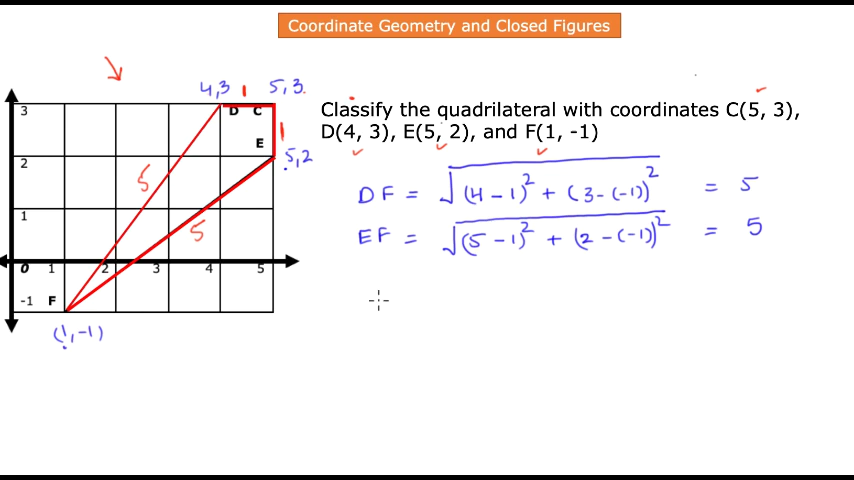 Coordinate Geometry and Closed Figures
4,3 1 5,3
3 D C
Classify the quadrilateral with coordinates C(5, 3),
D(4, 3), E(5, 2), and F(1, -1)
E 1
2 5,2
5
DF = √(4-1)² + (3-(-1))² = 5
1 5
EF = √(5-1)² + (2-(-1))² = 5
0 1 2 3 4 5
-1 F
(1,-1)